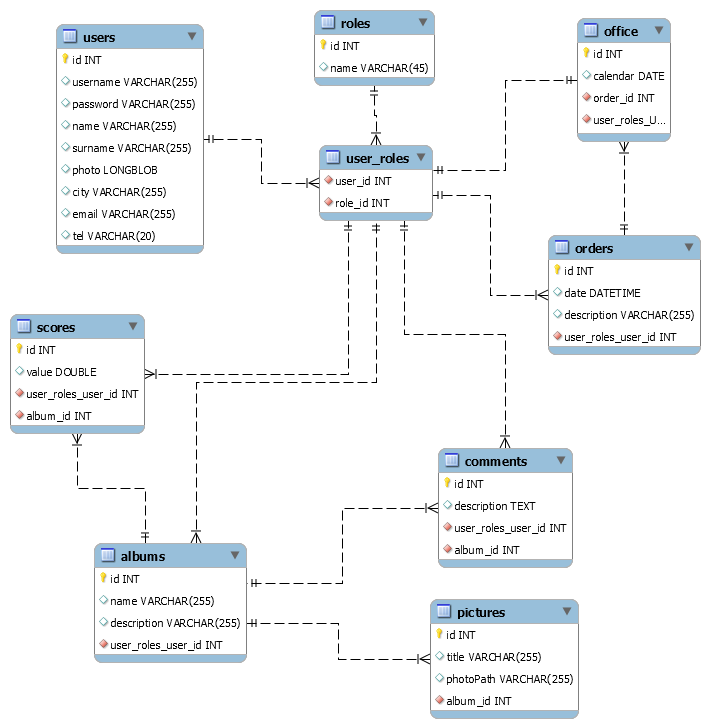 users
id INT
username VARCHAR(255)
password VARCHAR(255)
name VARCHAR(255)
surname VARCHAR(255)
photo LONGBLOB
city VARCHAR(255)
email VARCHAR(255)
tel VARCHAR(20)
roles
id INT
name VARCHAR(45)
office
id INT
calendar DATE
order_id INT
user_roles_U...
user_roles
user_id INT
role_id INT
orders
id INT
date DATETIME
description VARCHAR(255)
user_roles_user_id INT
scores
id INT
value DOUBLE
user_roles_user_id INT
album_id INT
comments
id INT
description TEXT
user_roles_user_id INT
album_id INT
albums
id INT
name VARCHAR(255)
description VARCHAR(255)
user_roles_user_id INT
pictures
id INT
title VARCHAR(255)
photoPath VARCHAR(255)
album_id INT